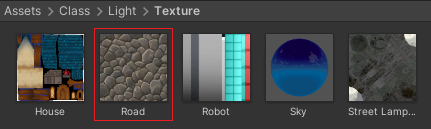 Assets > Class > Light > Texture
House Road Robot Sky Street Lamp...